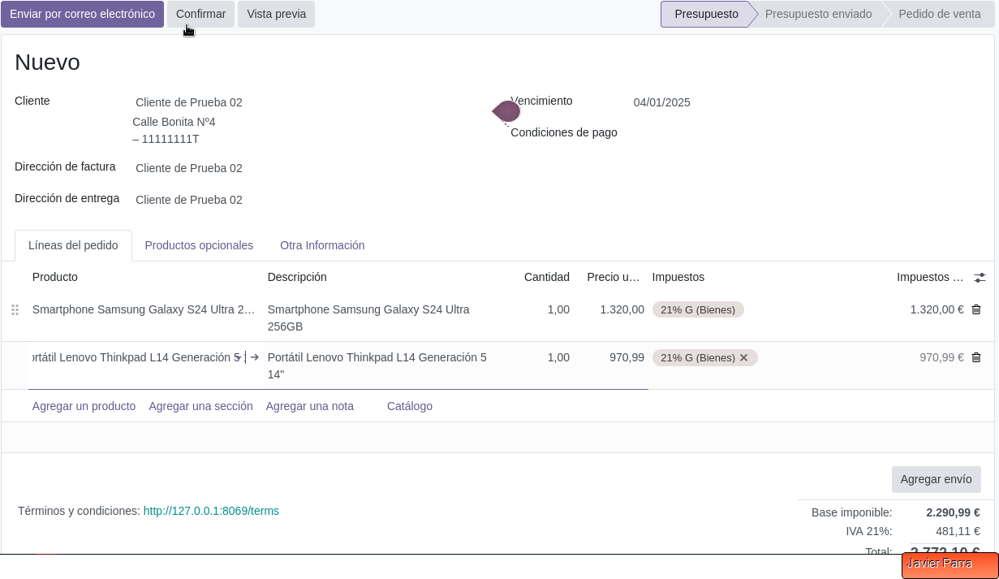 Enviar por correo electrónico Confirmar Vista previa Presupuesto Presupuesto enviado Pedido de venta
Nuevo
Cliente Cliente de Prueba 02
Calle Bonita Nº4
– 11111111T
Vencimiento 04/01/2025
Condiciones de pago
Dirección de factura Cliente de Prueba 02
Dirección de entrega Cliente de Prueba 02
Líneas del pedido Productos opcionales Otra Información
Producto Descripción Cantidad Precio u… Impuestos Impuestos …
Smartphone Samsung Galaxy S24 Ultra 2… Smartphone Samsung Galaxy S24 Ultra 1,00 1.320,00 21% G (Bienes) 1.320,00 €
256GB
rtátil Lenovo Thinkpad L14 Generación 5 Portátil Lenovo Thinkpad L14 Generación 5 1,00 970,99 21% G (Bienes) 970,99 €
14"
Agregar un producto Agregar una sección Agregar una nota Catálogo
Agregar envío
Términos y condiciones: http://127.0.0.1:8069/terms
Base imponible: 2.290,99 €
IVA 21%: 481,11 €
Total: 2.772,10 €
Javier Parra